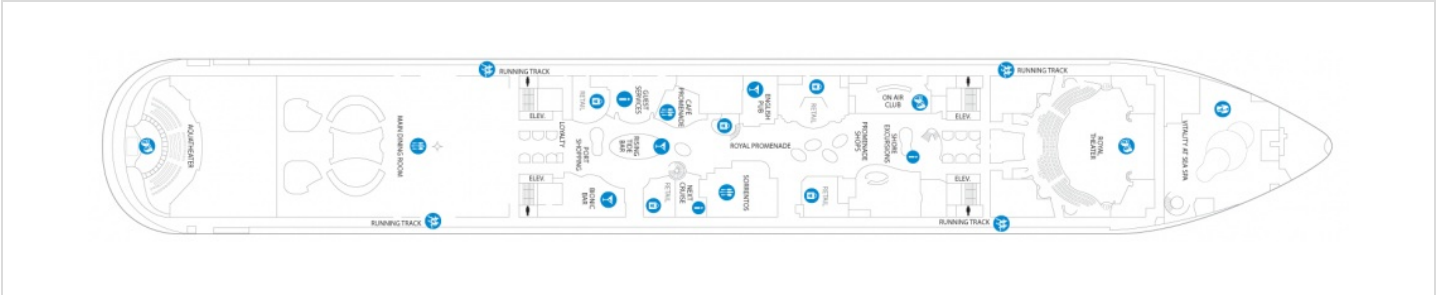 RUNNING TRACK
RUNNING TRACK
AQUATHEATER
MAIN DINING ROOM
ELEV.
ELEV.
LOYALTY
PORT
SHOPPING
RETAIL
GUEST
SERVICES
CAFE
PROMENADE
RISING
TIDE
BAR
BIONIC
BAR
RETAIL
NEXT
CRUISE
SORRENTOS
ENGLISH
PUB
ROYAL PROMENADE
RETAIL
RETAIL
ON-AIR
CLUB
PROMENADE
SHOPS
SHORE
EXCURSIONS
ELEV.
ELEV.
ROYAL
THEATER
VITALITY AT SEA SPA
RUNNING TRACK
RUNNING TRACK